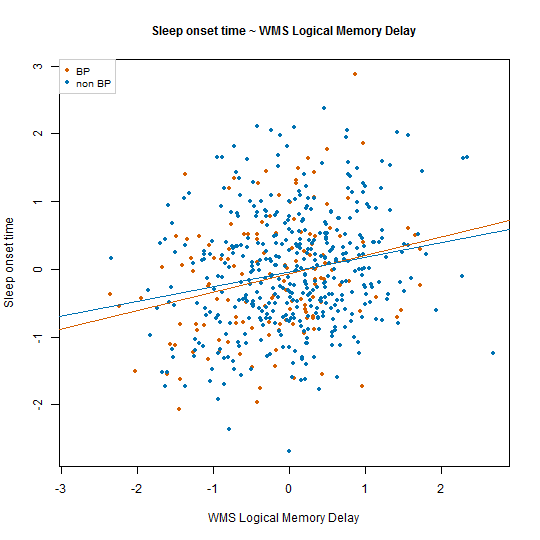 Sleep onset time ~ WMS Logical Memory Delay
BP
non BP
3
2
1
0
-1
-2
Sleep onset time
-3
-2
-1
0
1
2
WMS Logical Memory Delay